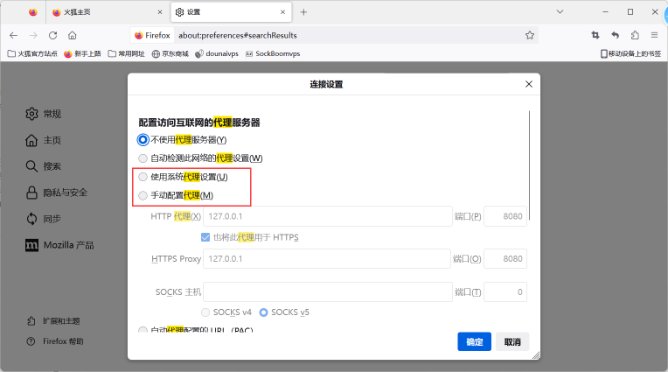 火狐主页
设置
Firefox
about:preferences#searchResults
火狐官方站点 新手上路 常用网址 京东商城 dounaivps SockBoomvps 移动设备上的书签
连接设置
配置访问互联网的代理服务器
不使用代理服务器(Y)
自动检测此网络的代理设置(W)
使用系统代理设置(U)
手动配置代理(M)
HTTP 代理(X) 127.0.0.1 端口(P) 8080
也将此代理用于 HTTPS
HTTPS Proxy 127.0.0.1 端口(O) 8080
SOCKS 主机 端口(T) 0
SOCKS v4 SOCKS v5
自动代理配置的 URL（PAC）
确定 取消
常规
主页
搜索
隐私与安全
同步
Mozilla 产品
扩展和主题
Firefox 帮助